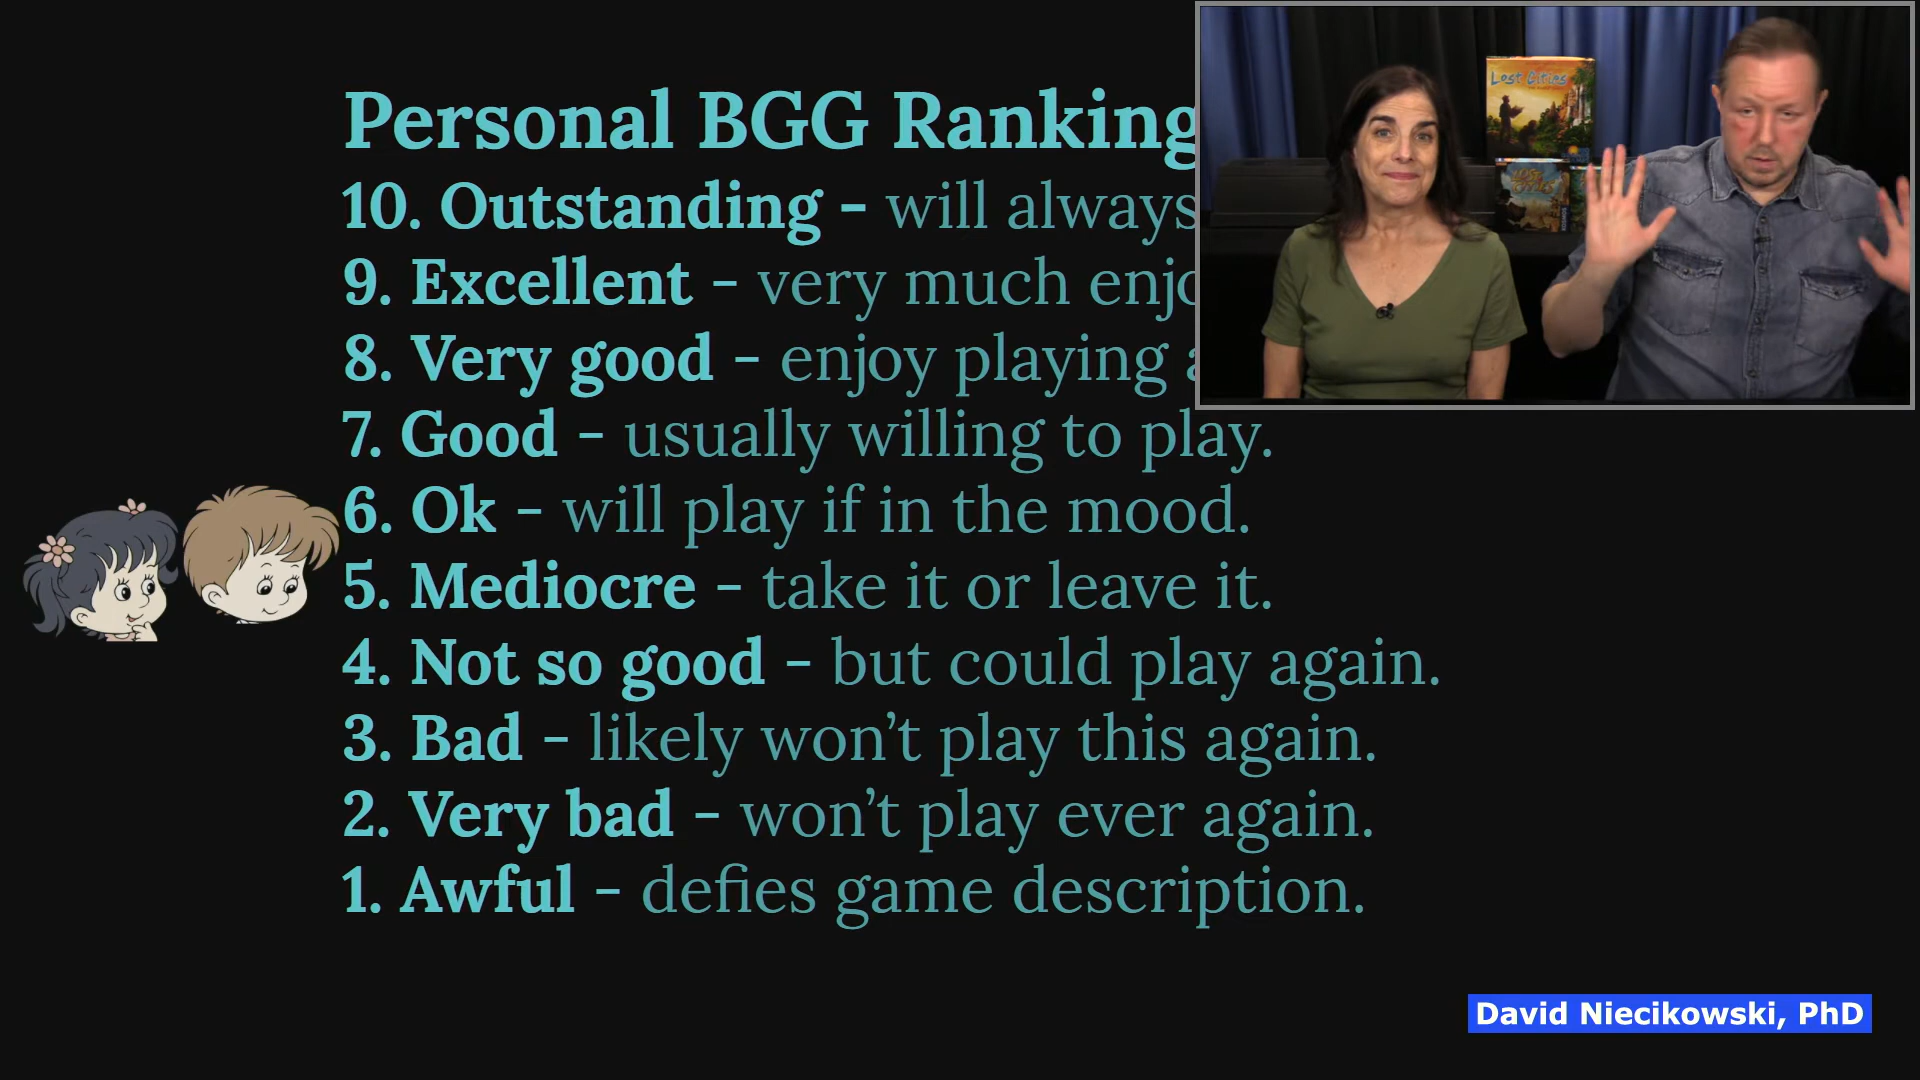 Personal BGG Ranking
10. Outstanding - will always
9. Excellent - very much
8. Very good - enjoy playing
7. Good - usually willing to play.
6. Ok - will play if in the mood.
5. Mediocre - take it or leave it.
4. Not so good - but could play again.
3. Bad - likely won’t play this again.
2. Very bad - won’t play ever again.
1. Awful - defies game description.
Lost Cities
LOST CITIES
David Niecikowski, PhD